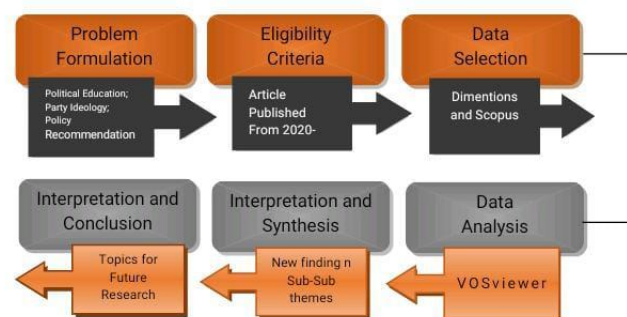 Problem
Formulation
Political Education;
Party Ideology;
Policy
Recommendation
Eligibility
Criteria
Article
Published
From 2020-
Data
Selection
Dimentions
and Scopus
Interpretation and
Conclusion
Topics for
Future
Research
Interpretation and
Synthesis
New finding n
Sub-Sub
themes
Data
Analysis
VOSviewer